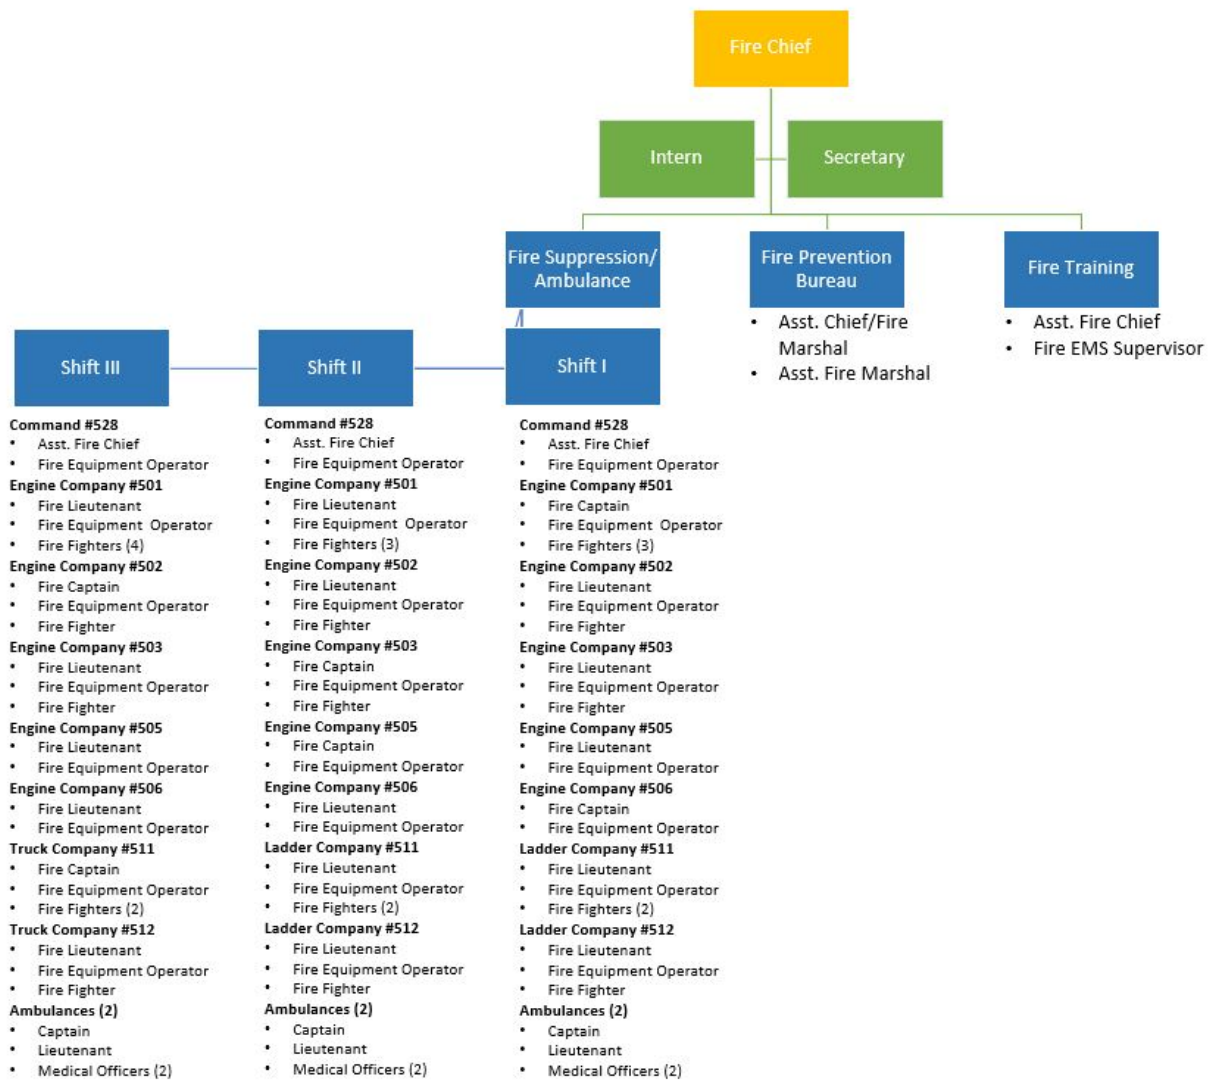 Fire Chief
Intern
Secretary
Fire Suppression/
Ambulance
Fire Prevention
Bureau
Fire Training
• Asst. Chief/Fire
Marshal
• Asst. Fire Marshal
• Asst. Fire Chief
• Fire EMS Supervisor
Shift III
Shift II
Shift I
Command #528
• Asst. Fire Chief
• Fire Equipment Operator
Engine Company #501
• Fire Lieutenant
• Fire Equipment Operator
• Fire Fighters (4)
Engine Company #502
• Fire Captain
• Fire Equipment Operator
• Fire Fighter
Engine Company #503
• Fire Lieutenant
• Fire Equipment Operator
• Fire Fighter
Engine Company #505
• Fire Lieutenant
• Fire Equipment Operator
Engine Company #506
• Fire Lieutenant
• Fire Equipment Operator
Truck Company #511
• Fire Captain
• Fire Equipment Operator
• Fire Fighters (2)
Truck Company #512
• Fire Lieutenant
• Fire Equipment Operator
• Fire Fighter
Ambulances (2)
• Captain
• Lieutenant
• Medical Officers (2)
Command #528
• Asst. Fire Chief
• Fire Equipment Operator
Engine Company #501
• Fire Lieutenant
• Fire Equipment Operator
• Fire Fighters (3)
Engine Company #502
• Fire Lieutenant
• Fire Equipment Operator
• Fire Fighter
Engine Company #503
• Fire Captain
• Fire Equipment Operator
• Fire Fighter
Engine Company #505
• Fire Captain
• Fire Equipment Operator
Engine Company #506
• Fire Lieutenant
• Fire Equipment Operator
Ladder Company #511
• Fire Lieutenant
• Fire Equipment Operator
• Fire Fighters (2)
Ladder Company #512
• Fire Lieutenant
• Fire Equipment Operator
• Fire Fighter
Ambulances (2)
• Captain
• Lieutenant
• Medical Officers (2)
Command #528
• Asst. Fire Chief
• Fire Equipment Operator
Engine Company #501
• Fire Captain
• Fire Equipment Operator
• Fire Fighters (3)
Engine Company #502
• Fire Lieutenant
• Fire Equipment Operator
• Fire Fighter
Engine Company #503
• Fire Lieutenant
• Fire Equipment Operator
• Fire Fighter
Engine Company #505
• Fire Lieutenant
• Fire Equipment Operator
Engine Company #506
• Fire Captain
• Fire Equipment Operator
Ladder Company #511
• Fire Lieutenant
• Fire Equipment Operator
• Fire Fighters (2)
Ladder Company #512
• Fire Lieutenant
• Fire Equipment Operator
• Fire Fighter
Ambulances (2)
• Captain
• Lieutenant
• Medical Officers (2)